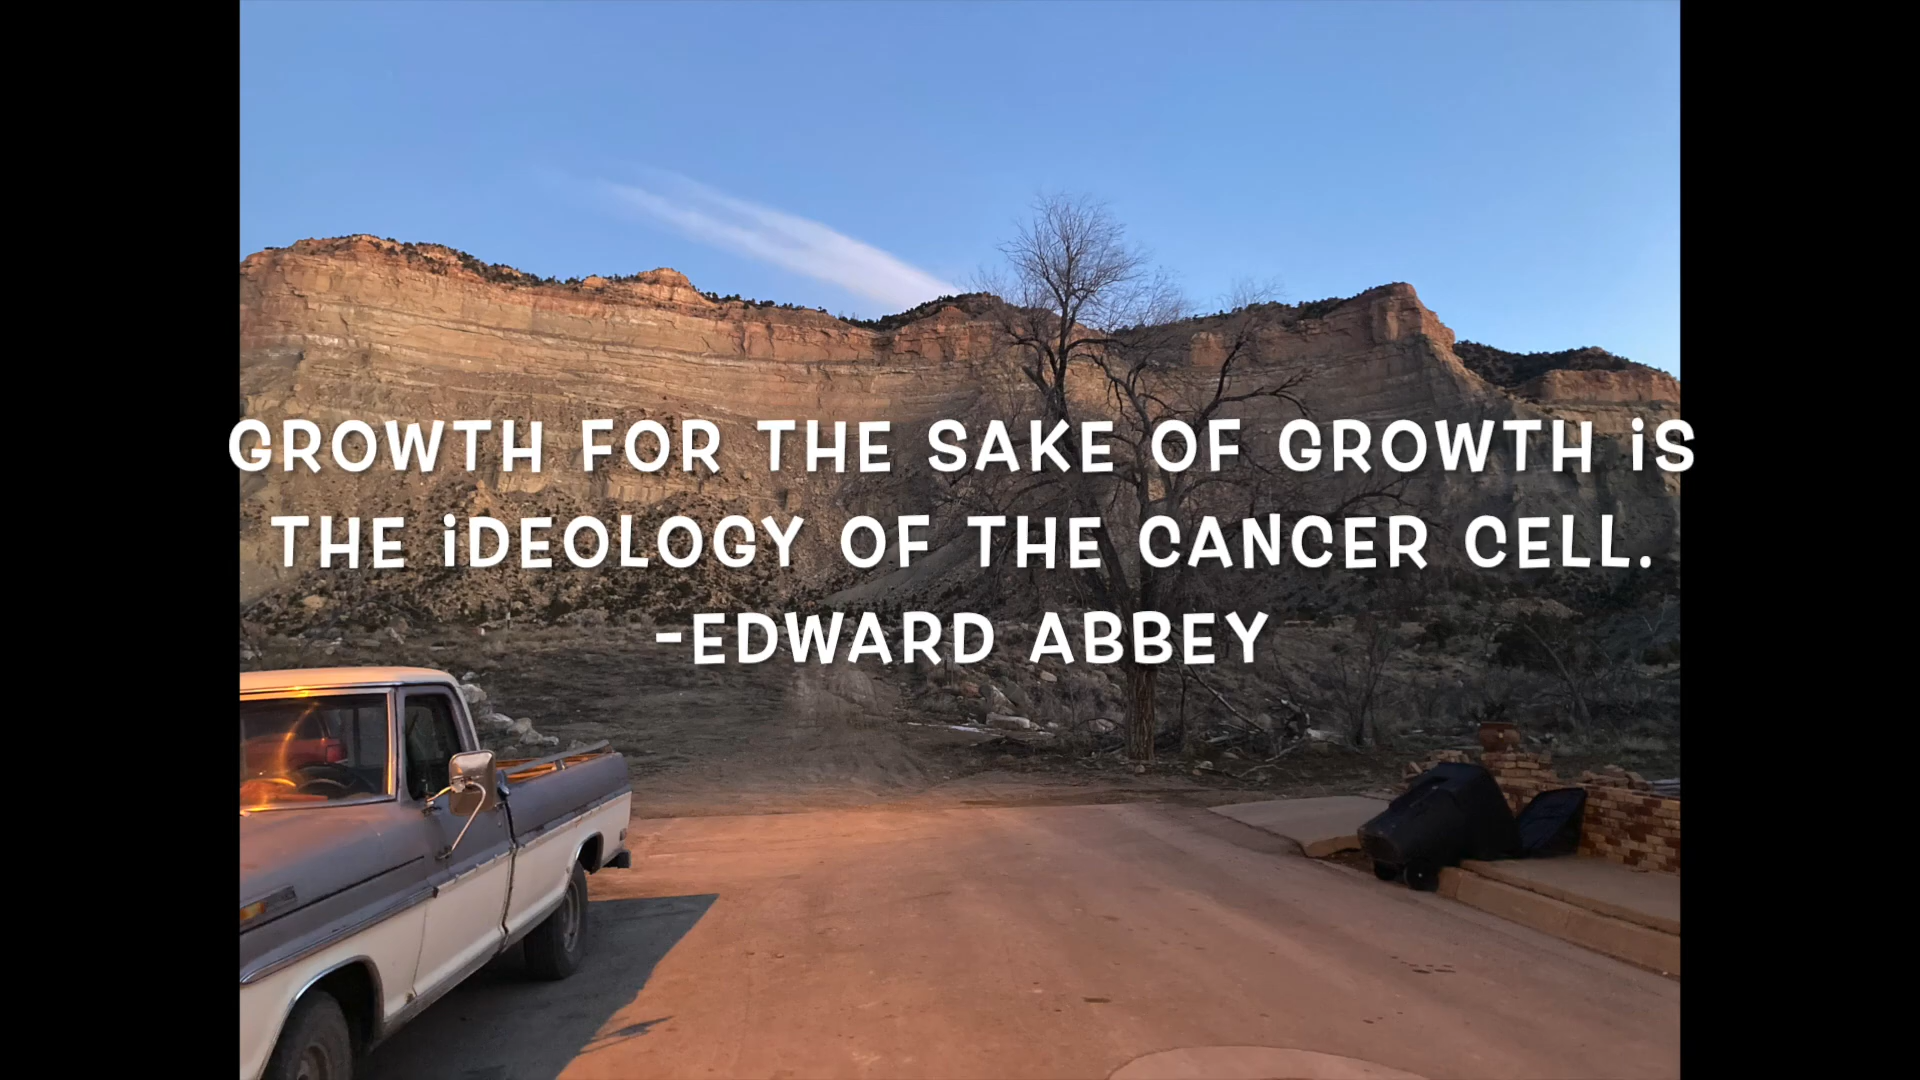 GROWTH FOR THE SAKE OF GROWTH iS
THE iDEOLOGY OF THE CANCER CELL.
-EDWARD ABBEY